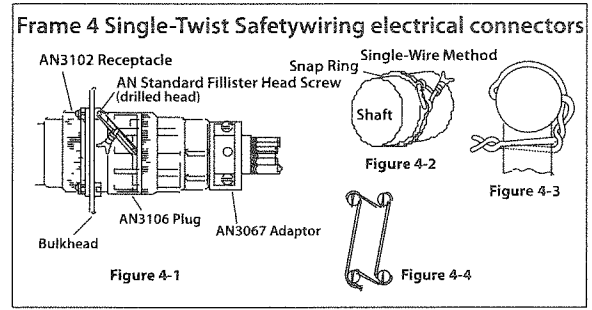 Frame 4 Single-Twist Safetywiring electrical connectors
AN3102 Receptacle
AN Standard Fillister Head Screw
(drilled head)
AN3106 Plug
AN3067 Adaptor
Bulkhead
Figure 4-1
Single-Wire Method
Snap Ring
Shaft
Figure 4-2
Figure 4-3
Figure 4-4